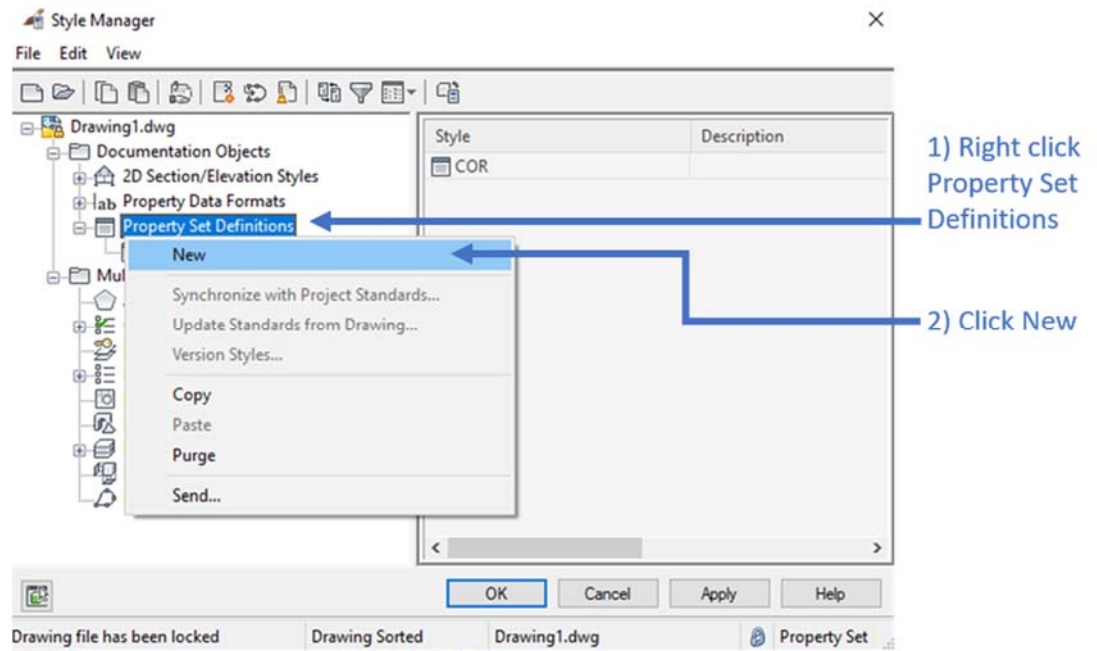 Style Manager
File Edit View
Drawing1.dwg
Documentation Objects
2D Section/Elevation Styles
ab Property Data Formats
Property Set Definitions
New
Mul
Synchronize with Project Standards...
Update Standards from Drawing...
Version Styles...
Copy
Paste
Purge
Send...
Style Description
COR
1) Right click
Property Set
Definitions
2) Click New
OK Cancel Apply Help
Drawing file has been locked Drawing Sorted Drawing1.dwg Property Set